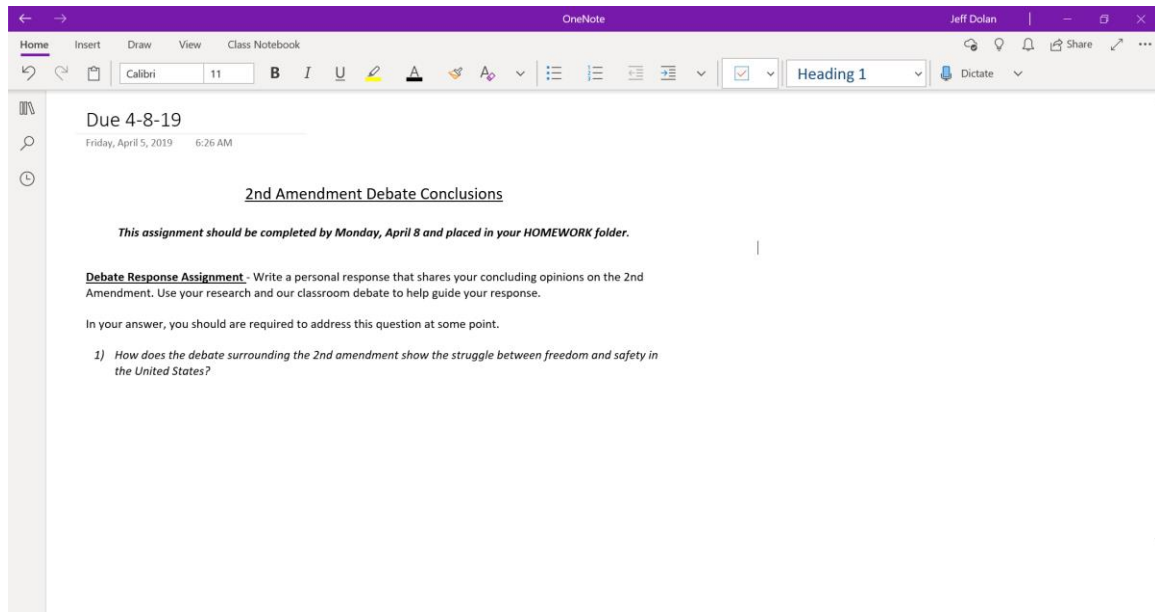 OneNote
Jeff Dolan
Home Insert Draw View Class Notebook
Share
Calibri 11 B I U A A Heading 1 Dictate
Due 4-8-19
Friday, April 5, 2019 6:26 AM
2nd Amendment Debate Conclusions
This assignment should be completed by Monday, April 8 and placed in your HOMEWORK folder.
Debate Response Assignment - Write a personal response that shares your concluding opinions on the 2nd
Amendment. Use your research and our classroom debate to help guide your response.
In your answer, you should are required to address this question at some point.
1) How does the debate surrounding the 2nd amendment show the struggle between freedom and safety in
the United States?